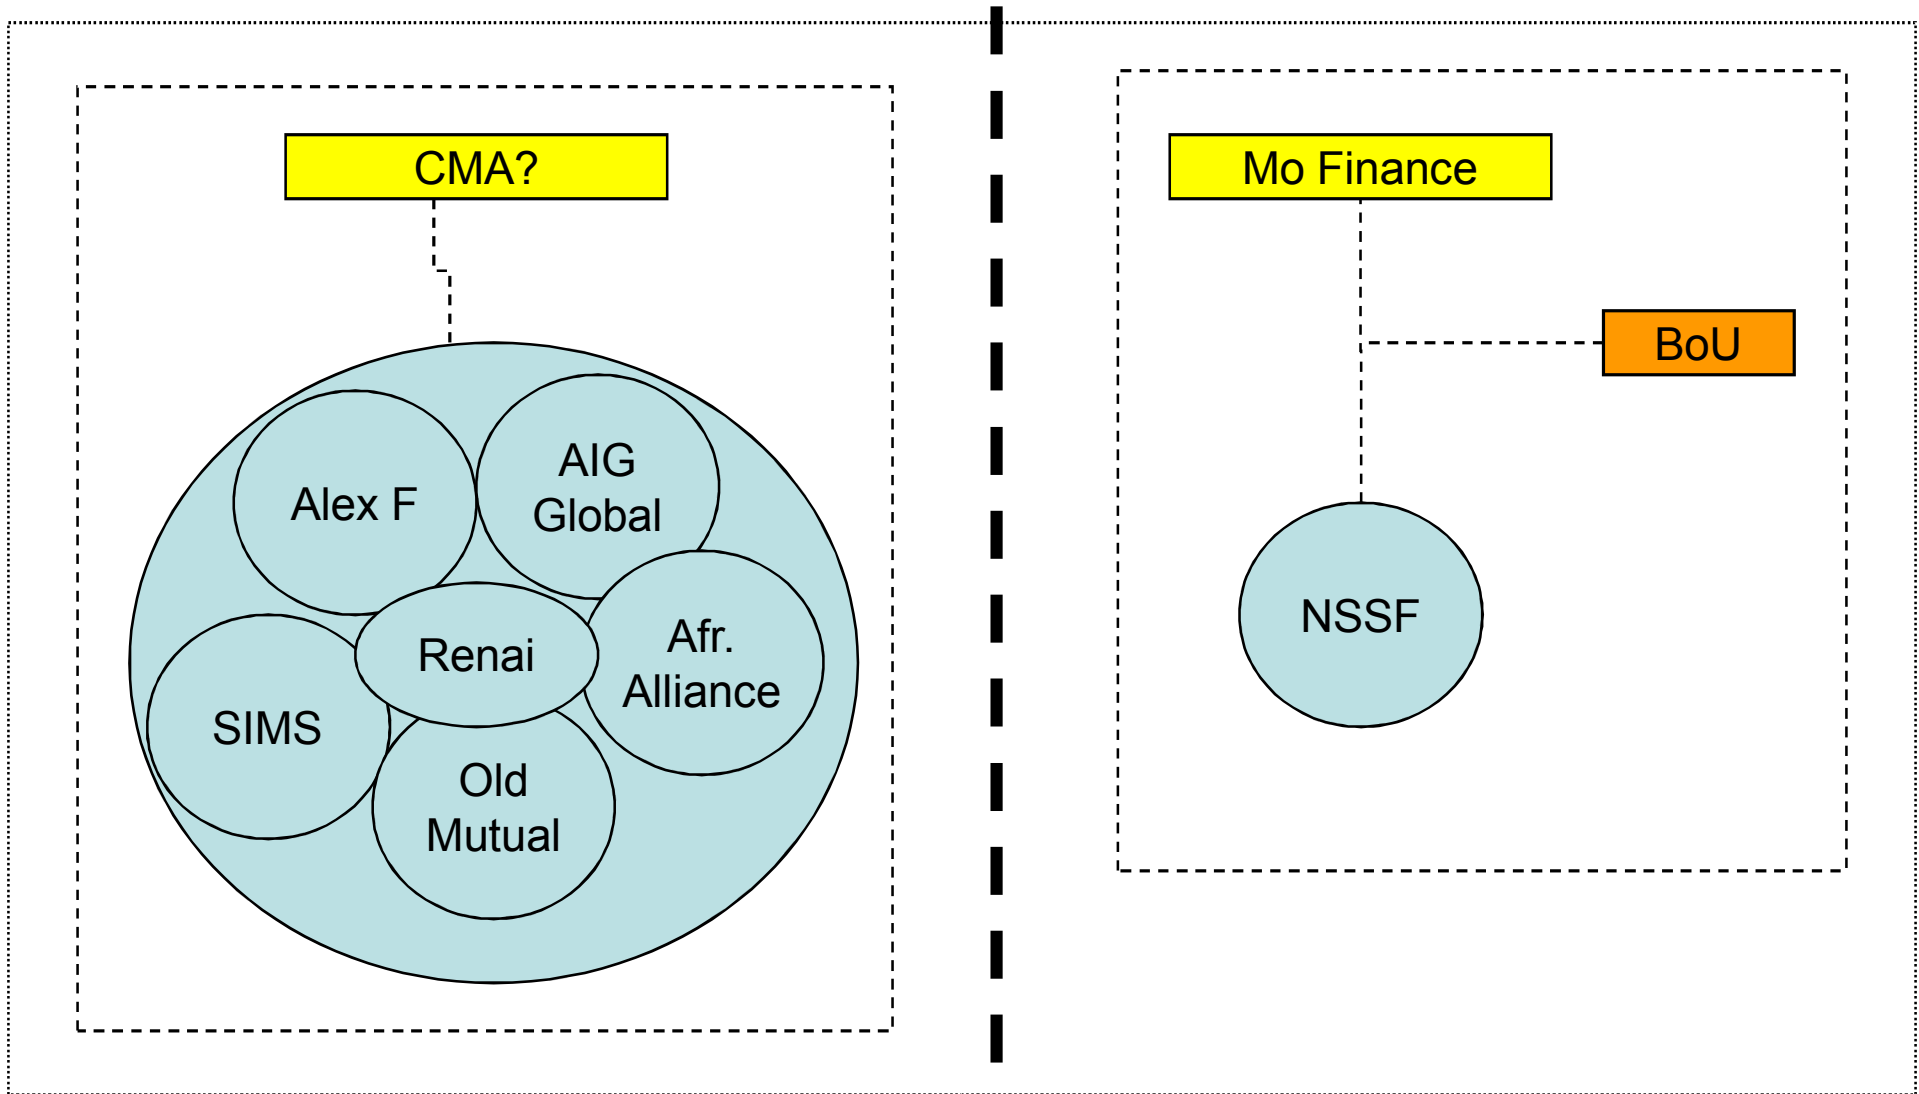 CMA?
Alex F
AIG
Global
Renai
Afr.
Alliance
SIMS
Old
Mutual
Mo Finance
BoU
NSSF